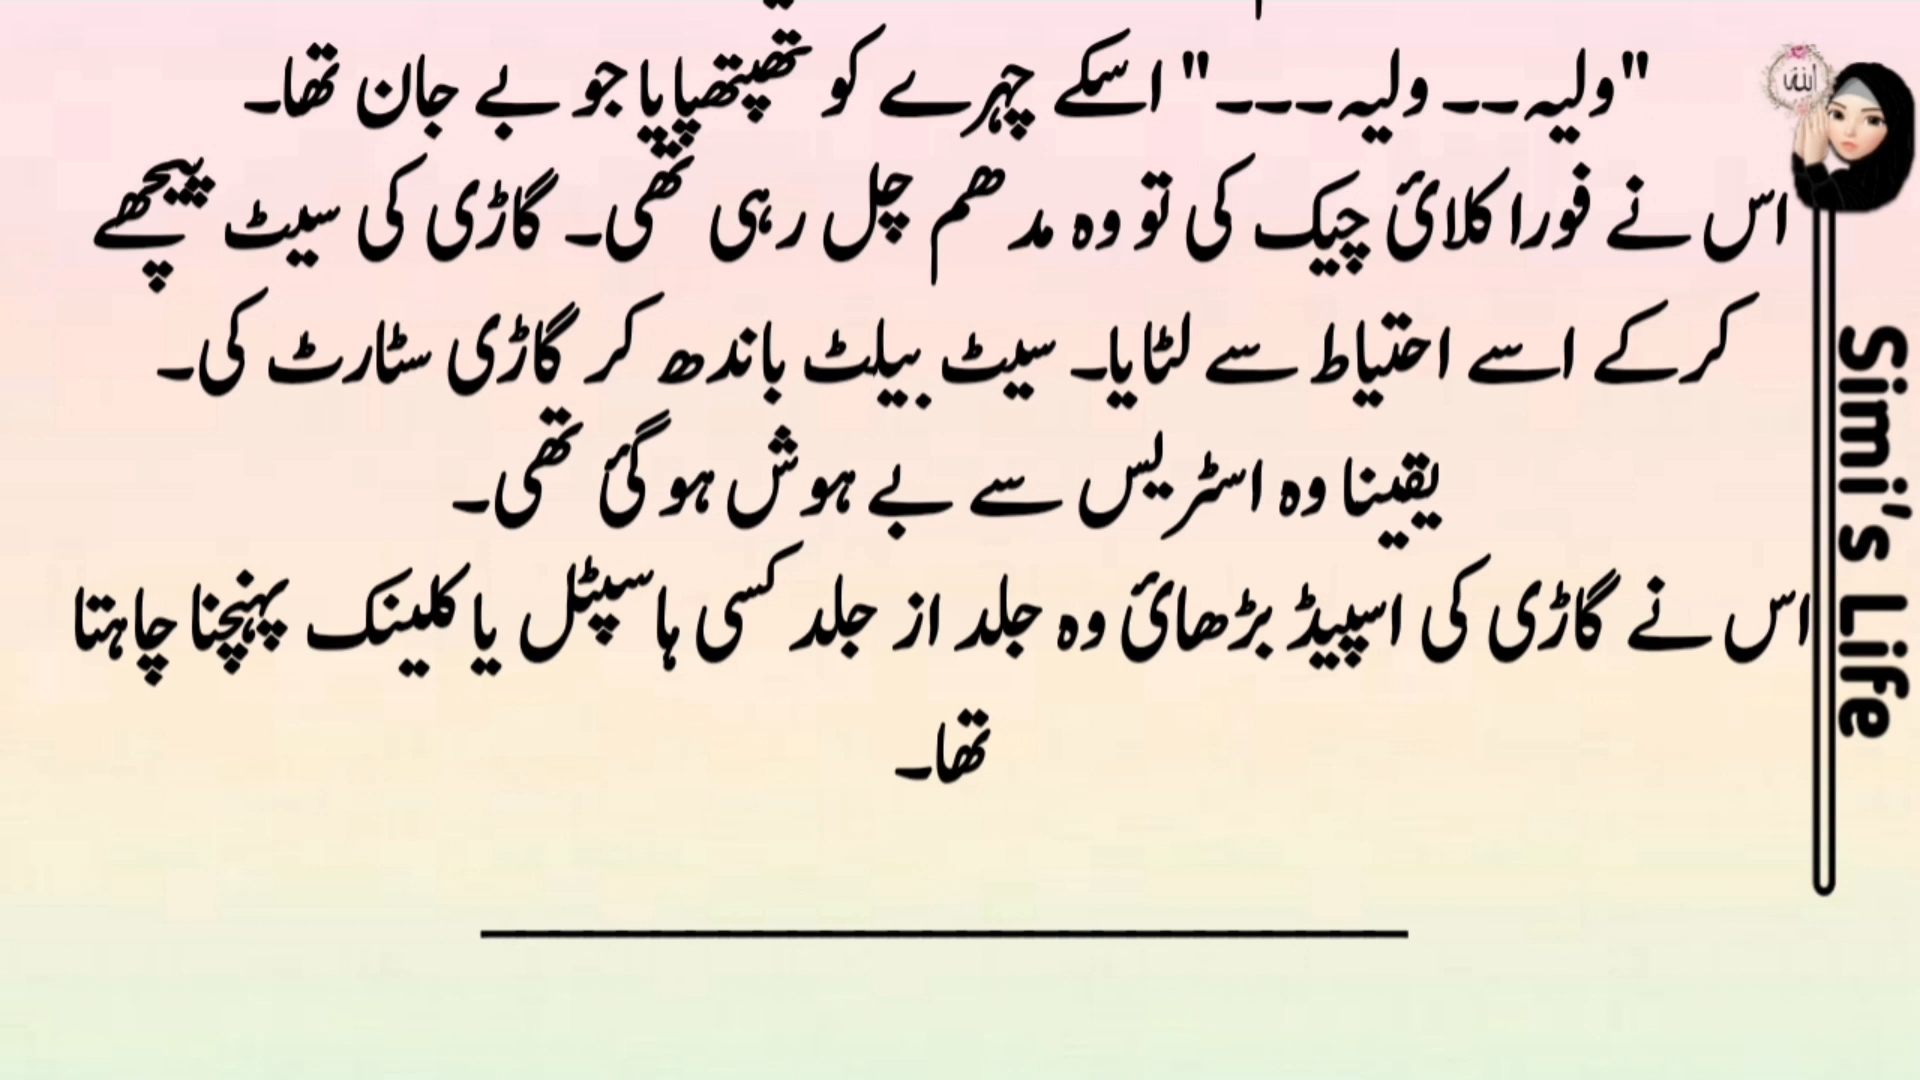 "ولیہ۔۔ ولیہ۔۔۔" اسکے چہرے کو تھپتھپایا جو بے جان تھا۔
اس نے فورا کلائ چیک کی تو وہ مدھم چل رہی تھی۔ گاڑی کی سیٹ پیچھے
کرکے اسے احتیاط سے لٹایا۔ سیٹ بیلٹ باندھ کر گاڑی سٹارٹ کی۔
یقینا وہ اسٹریس سے بے ہوش ہوگئ تھی۔
اس نے گاڑی کی اسپیڈ بڑھائ وہ جلد از جلد کسی ہاسپٹل یا کلینک پہنچنا چاہتا
تھا۔
الله
Simi's Life